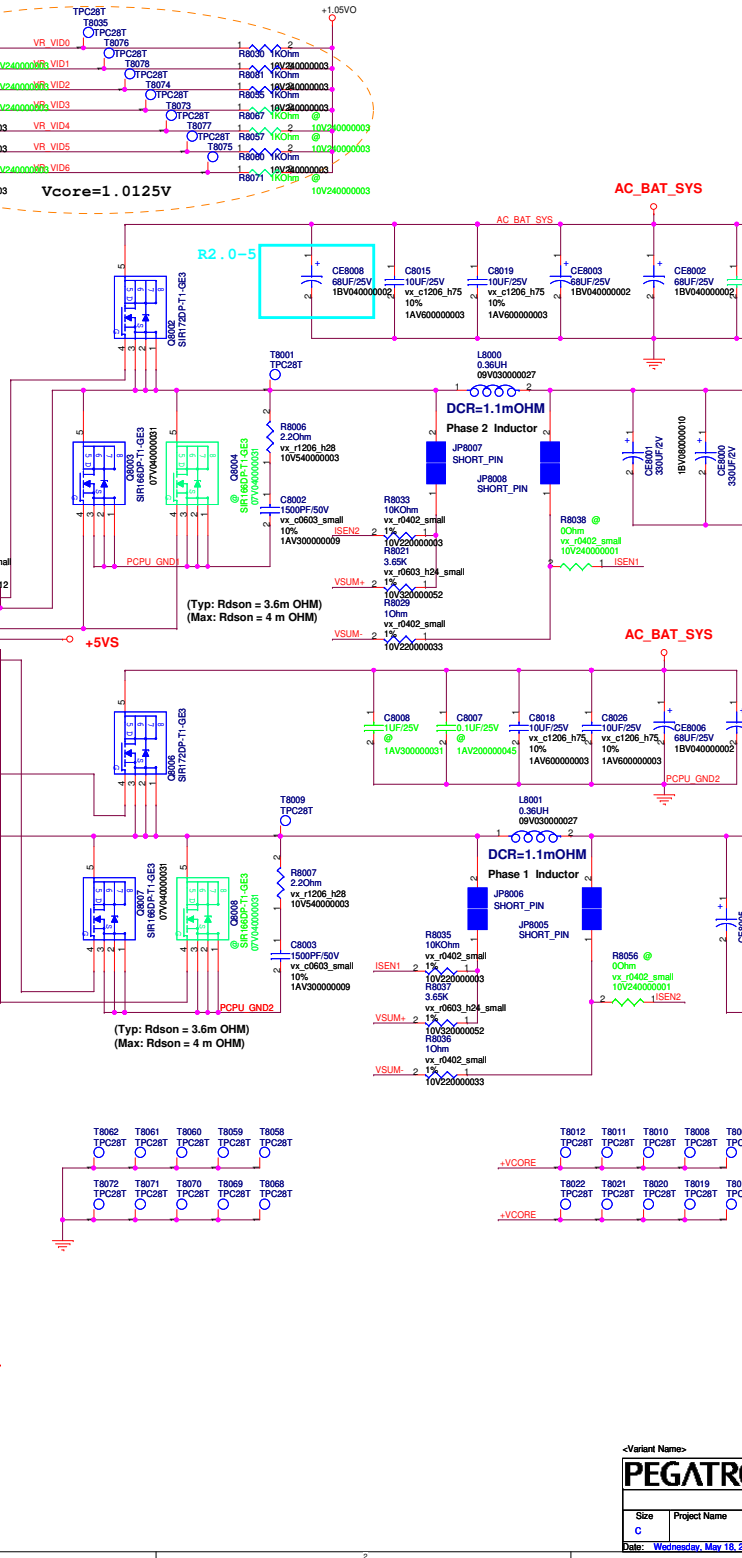 TPC28T
T8035
+1.05VO
VR_VID0
TPC28T
T8076
R8030
1KOhm
VR_VID1
TPC28T
T8078
10V240000003
R8081
1KOhm
VR_VID2
TPC28T
T8074
10V240000003
R8055
1KOhm
VR_VID3
TPC28T
T8073
10V240000003
R8067
1KOhm
@
VR_VID4
TPC28T
T8077
10V240000003
R8057
1KOhm
@
VR_VID5
TPC28T
T8075
10V240000003
R8060
1KOhm
VR_VID6
10V240000003
R8071
1KOhm
@
10V240000003
Vcore=1.0125V
AC_BAT_SYS
AC_BAT_SYS
R2.0-5
CE8008
68UF/25V
1BV040000002
C8015
10UF/25V
vx_c1206_h75
10%
1AV600000003
C8019
10UF/25V
vx_c1206_h75
10%
1AV600000003
CE8003
68UF/25V
1BV040000002
CE8002
68UF/25V
1BV040000002
Q8002
SIR172DP-T1-GE3
T8001
TPC28T
L8000
0.36UH
09V030000027
DCR=1.1mOHM
Phase 2 Inductor
Q8003
SIR166DP-T1-GE3
07V040000031
Q8004
@
SIR166DP-T1-GE3
07V040000031
R8006
2.2Ohm
vx_r1206_h28
10V540000003
C8002
1500PF/50V
vx_c0603_small
10%
1AV300000009
JP8007
SHORT_PIN
JP8008
SHORT_PIN
CE8001
330UF/2V
1BV080000010
CE8000
330UF/2V
ISEN2
R8033
10KOhm
vx_r0402_small
1%
10V220000003
R8021
3.65K
vx_r0603_h24_small
VSUM+
1%
10V320000052
R8029
1Ohm
vx_r0402_small
VSUM-
1%
10V220000033
R8038 @
0Ohm
vx_r0402_small
10V240000001
ISEN1
PCPU_GND1
(Typ: Rdson = 3.6m OHM)
(Max: Rdson = 4 m OHM)
+5VS
AC_BAT_SYS
Q8006
SIR172DP-T1-GE3
C8008
1UF/25V
@
1AV300000031
C8007
0.1UF/25V
@
1AV200000045
C8018
10UF/25V
vx_c1206_h75
10%
1AV600000003
C8026
10UF/25V
vx_c1206_h75
10%
1AV600000003
CE8006
68UF/25V
1BV040000002
PCPU_GND2
T8009
TPC28T
L8001
0.36UH
09V030000027
DCR=1.1mOHM
Phase 1 Inductor
Q8007
SIR166DP-T1-GE3
07V040000031
Q8008
@
SIR166DP-T1-GE3
07V040000031
R8007
2.2Ohm
vx_r1206_h28
10V540000003
C8003
1500PF/50V
vx_c0603_small
10%
1AV300000009
JP8006
SHORT_PIN
JP8005
SHORT_PIN
ISEN1
R8035
10KOhm
vx_r0402_small
1%
10V220000003
R8037
3.65K
vx_r0603_h24_small
VSUM+
1%
10V320000052
R8036
1Ohm
vx_r0402_small
VSUM-
1%
10V220000033
R8056 @
0Ohm
vx_r0402_small
10V240000001
ISEN2
PCPU_GND2
(Typ: Rdson = 3.6m OHM)
(Max: Rdson = 4 m OHM)
T8062 T8061 T8060 T8059 T8058
TPC28T TPC28T TPC28T TPC28T TPC28T
T8072 T8071 T8070 T8069 T8068
TPC28T TPC28T TPC28T TPC28T TPC28T
T8012 T8011 T8010 T8008
TPC28T TPC28T TPC28T TPC28T
+VCORE
T8022 T8021 T8020 T8019
TPC28T TPC28T TPC28T TPC28T
+VCORE
<Variant Name>
PEGATR
Size Project Name
C
Date: Wednesday, May 18, 2
2